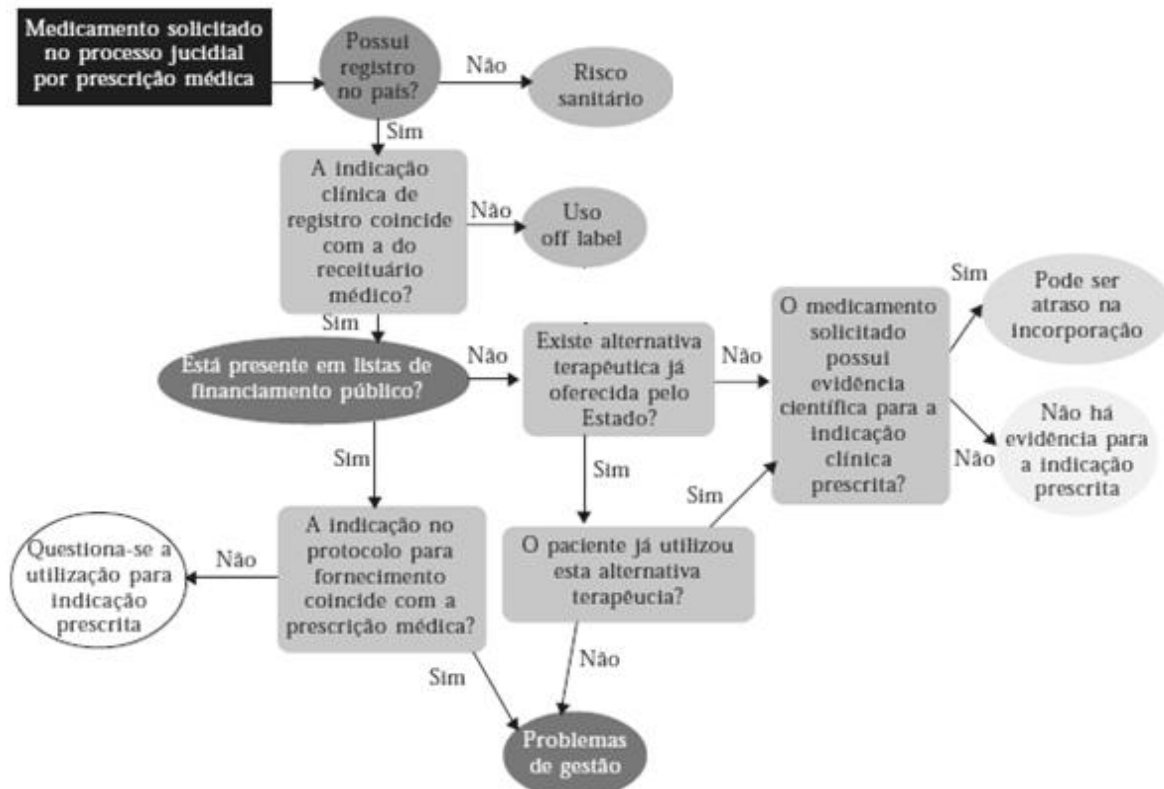 Medicamento solicitado
no processo jucidial
por prescrição médica
Possui
registro
no país?
Não
Risco
sanitário
Sim
A indicação
clínica de
registro coincide
com a do
receituário
médico?
Não
Uso
off label
Sim
Está presente em listas de
financiamento público?
Não
Existe alternativa
terapêutica já
oferecida pelo
Estado?
Não
O medicamento
solicitado
possui
evidência
científica para a
indicação
clínica
prescrita?
Sim
Pode ser
atraso na
incorporação
Não
Não há
evidência para
a indicação
prescrita
Sim
Sim
Sim
A indicação no
protocolo para
fornecimento
coincide com a
prescrição médica?
Não
Questiona-se a
utilização para
indicação
prescrita
O paciente já utilizou
esta alternativa
terapêucia?
Sim
Não
Problemas
de gestão